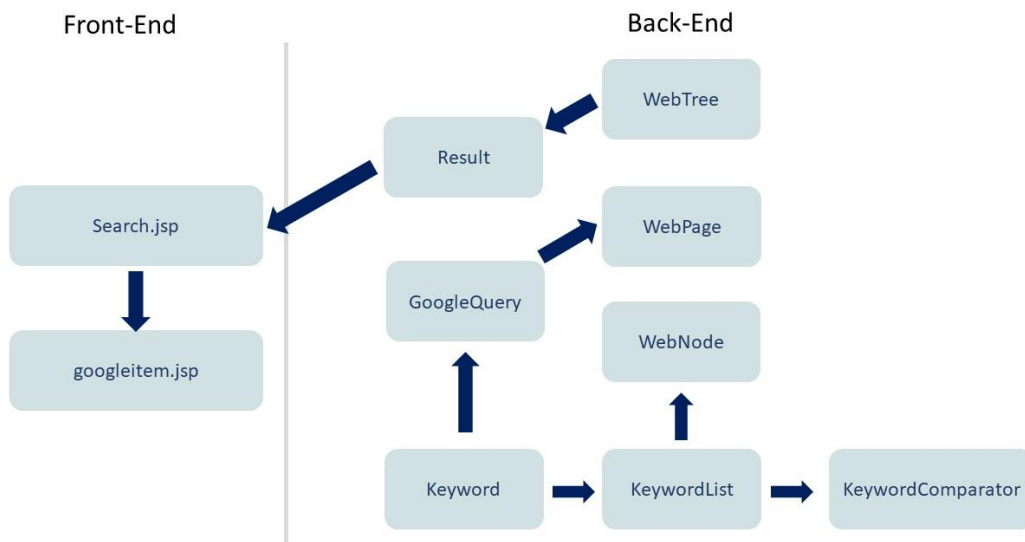 Front-End
Back-End
WebTree
Result
Search.jsp
WebPage
GoogleQuery
WebNode
googleitem.jsp
Keyword
KeywordList
KeywordComparator